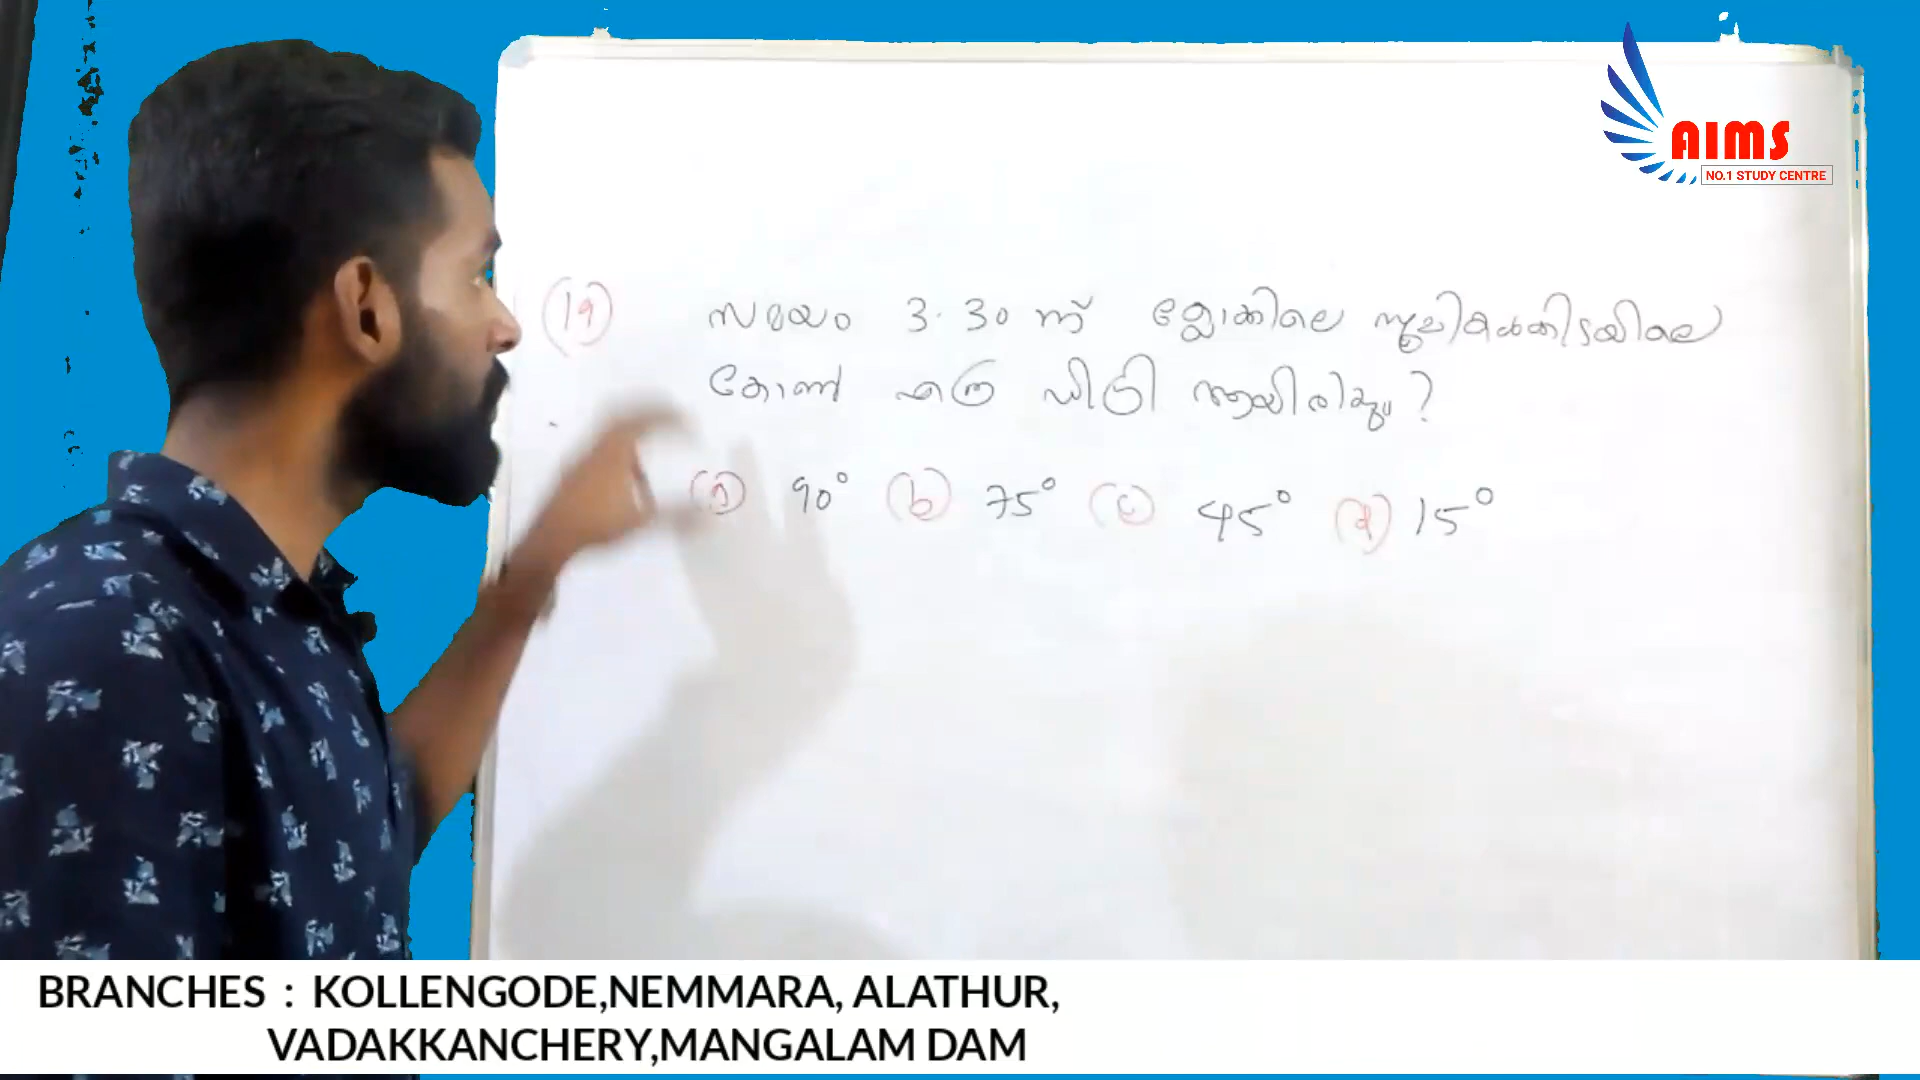 AIMS
NO.1 STUDY CENTRE
(19) സമയം 3.30 ന് ക്ലോക്കിലെ സൂചികൾക്കിടയിലെ
കോൺ എത്ര ഡിഗ്രി ആയിരിക്കും?
(a) 90° (b) 75° (c) 45° (d) 15°
BRANCHES : KOLLENGODE,NEMMARA, ALATHUR,
VADAKKANCHERY,MANGALAM DAM